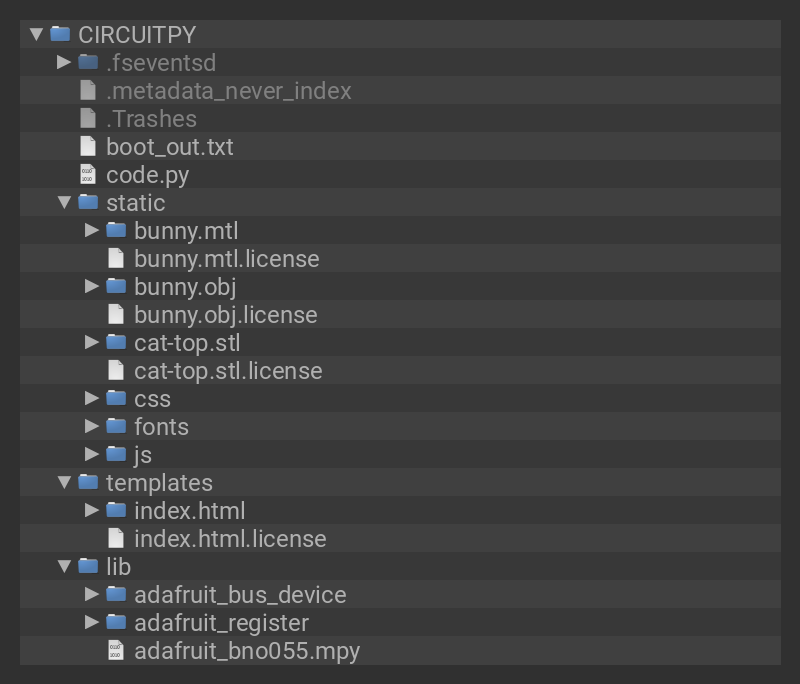 CIRCUITPY
.fseventsd
.metadata_never_index
.Trashes
boot_out.txt
code.py
static
bunny.mtl
bunny.mtl.license
bunny.obj
bunny.obj.license
cat-top.stl
cat-top.stl.license
css
fonts
js
templates
index.html
index.html.license
lib
adafruit_bus_device
adafruit_register
adafruit_bno055.mpy